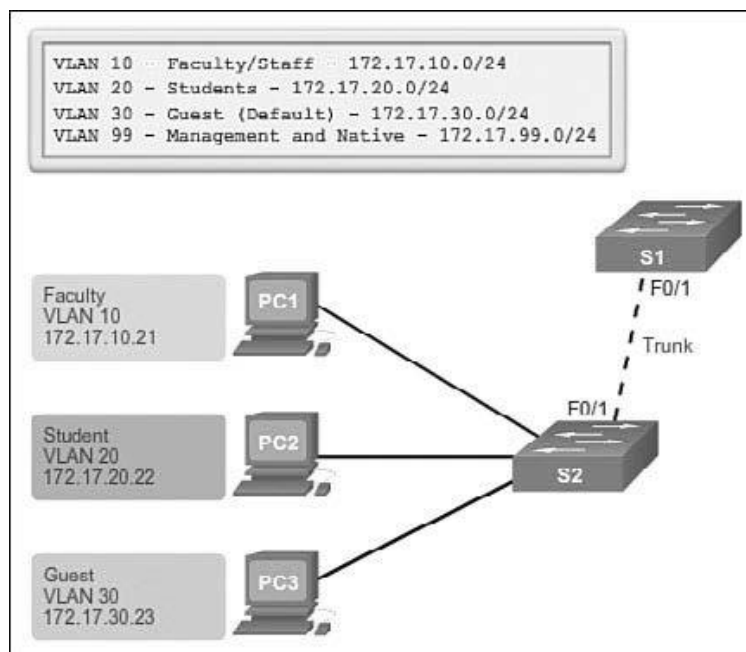 VLAN 10 - Faculty/Staff - 172.17.10.0/24
VLAN 20 - Students - 172.17.20.0/24
VLAN 30 - Guest (Default) - 172.17.30.0/24
VLAN 99 - Management and Native - 172.17.99.0/24
S1
F0/1
Trunk
Faculty
VLAN 10
172.17.10.21
PC1
F0/1
Student
VLAN 20
172.17.20.22
PC2
S2
Guest
VLAN 30
172.17.30.23
PC3